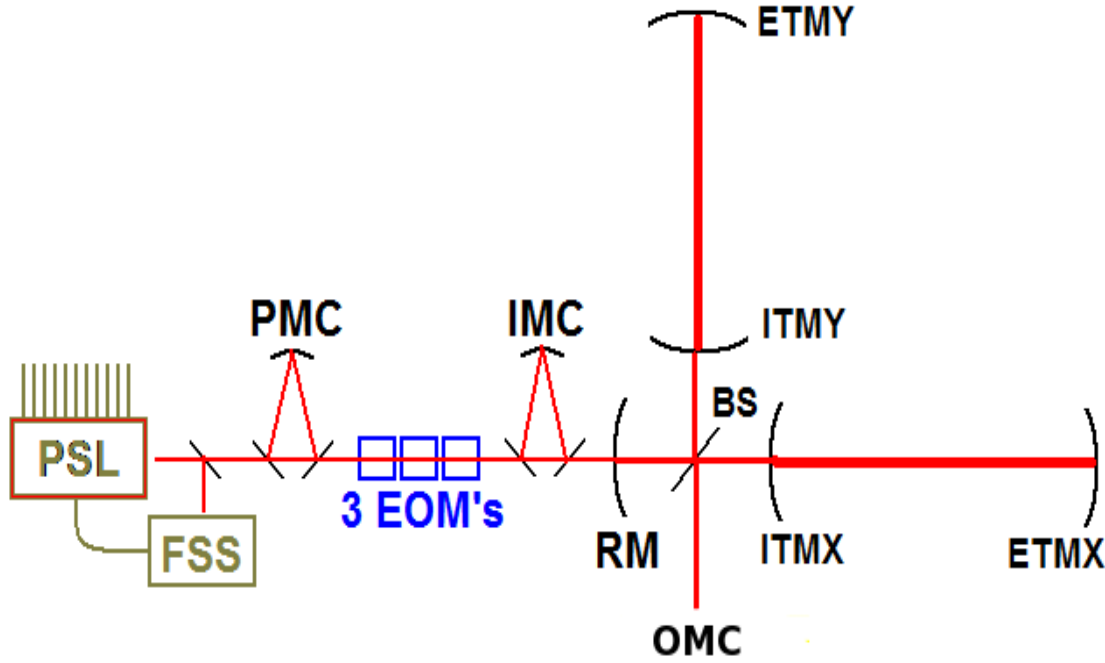 ETMY
PMC
IMC
ITMY
BS
PSL
3 EOM's
FSS
RM
ITMX
ETMX
OMC